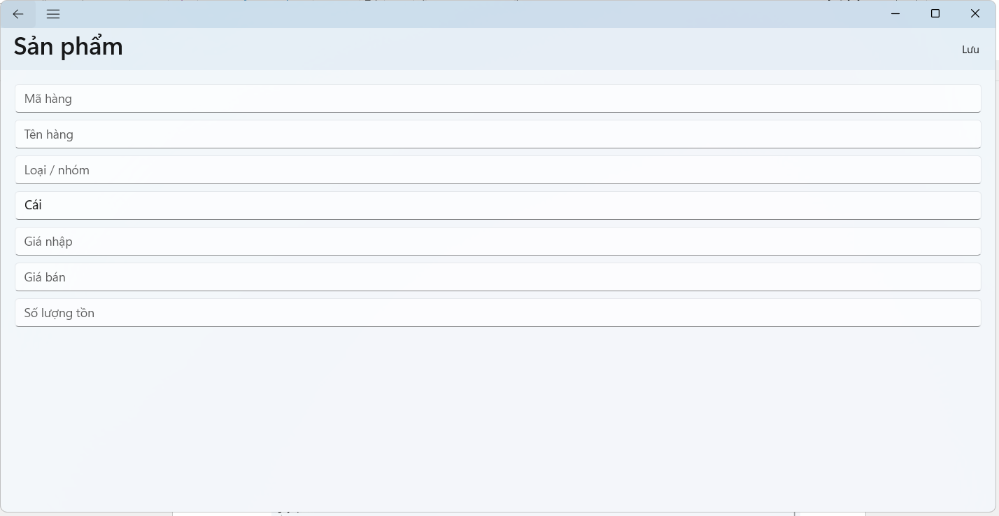 Sản phẩm
Lưu
Mã hàng
Tên hàng
Loại / nhóm
Cái
Giá nhập
Giá bán
Số lượng tồn